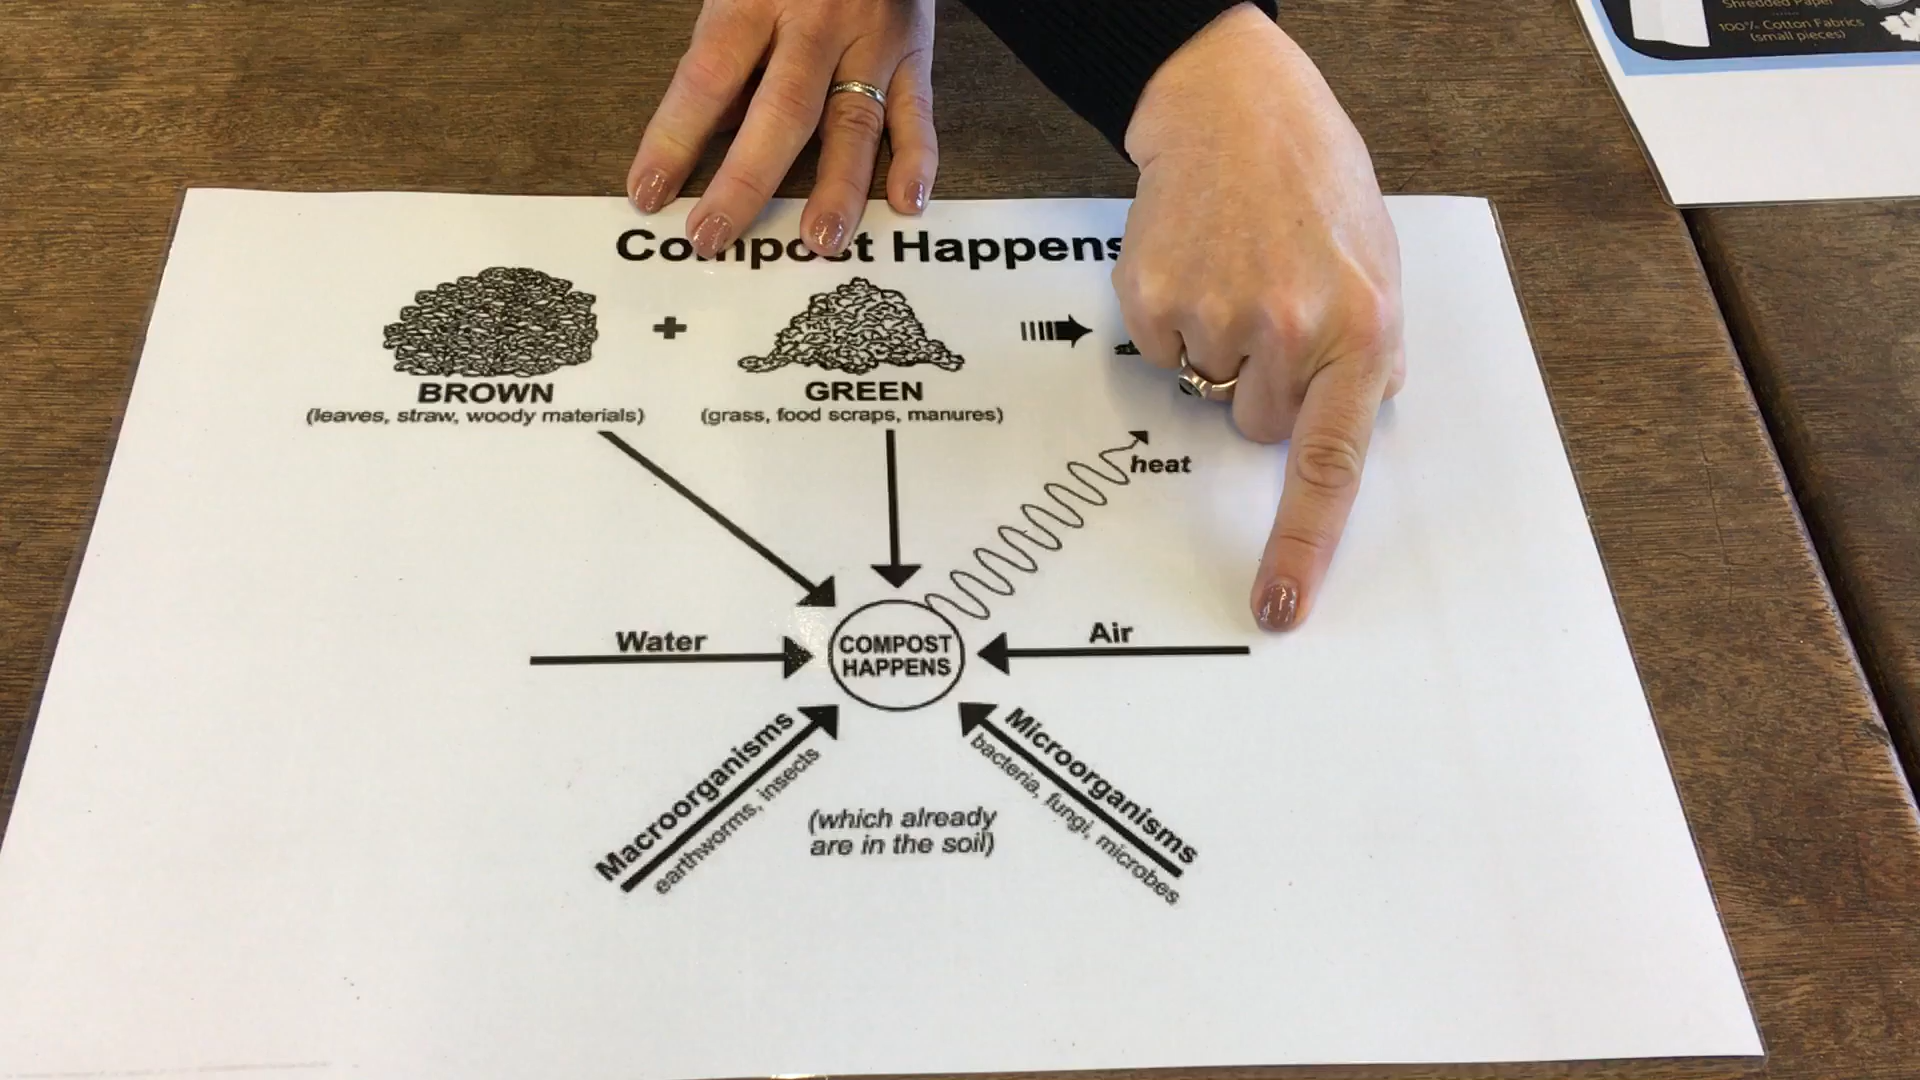 Shredded Paper
100% Cotton Fabrics
(small pieces)
Compost Happens
BROWN
(leaves, straw, woody materials)
GREEN
(grass, food scraps, manures)
heat
Water
COMPOST
HAPPENS
Air
Macroorganisms
earthworms, insects
Microorganisms
bacteria, fungi, microbes
(which already
are in the soil)